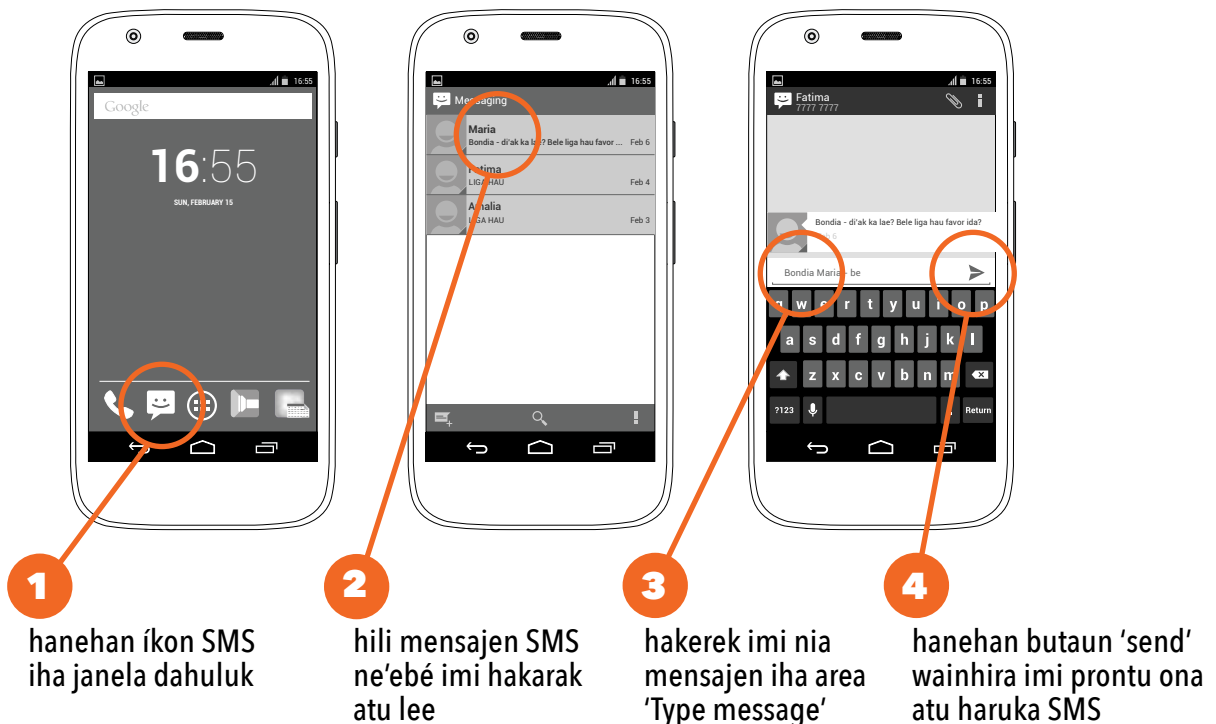 16:55
Google
16:55
SUN, FEBRUARY 15
16:55
Messaging
Maria
Bondia - di'ak ka lae? Bele liga hau favor ... Feb 6
Fatima
LIGA HAU Feb 4
Amalia
LIGA HAU Feb 3
16:55
Fatima
7777 7777
Bondia - di'ak ka lae? Bele liga hau favor ida?
Feb 6
Bondia Maria - be
q w e r t y u i o p
a s d f g h j k l
z x c v b n m
?123 . Return
1
hanehan íkon SMS
iha janela dahuluk
2
hili mensajen SMS
ne'ebé imi hakarak
atu lee
3
hakerek imi nia
mensajen iha area
'Type message'
4
hanehan butaun 'send'
wainhira imi prontu ona
atu haruka SMS